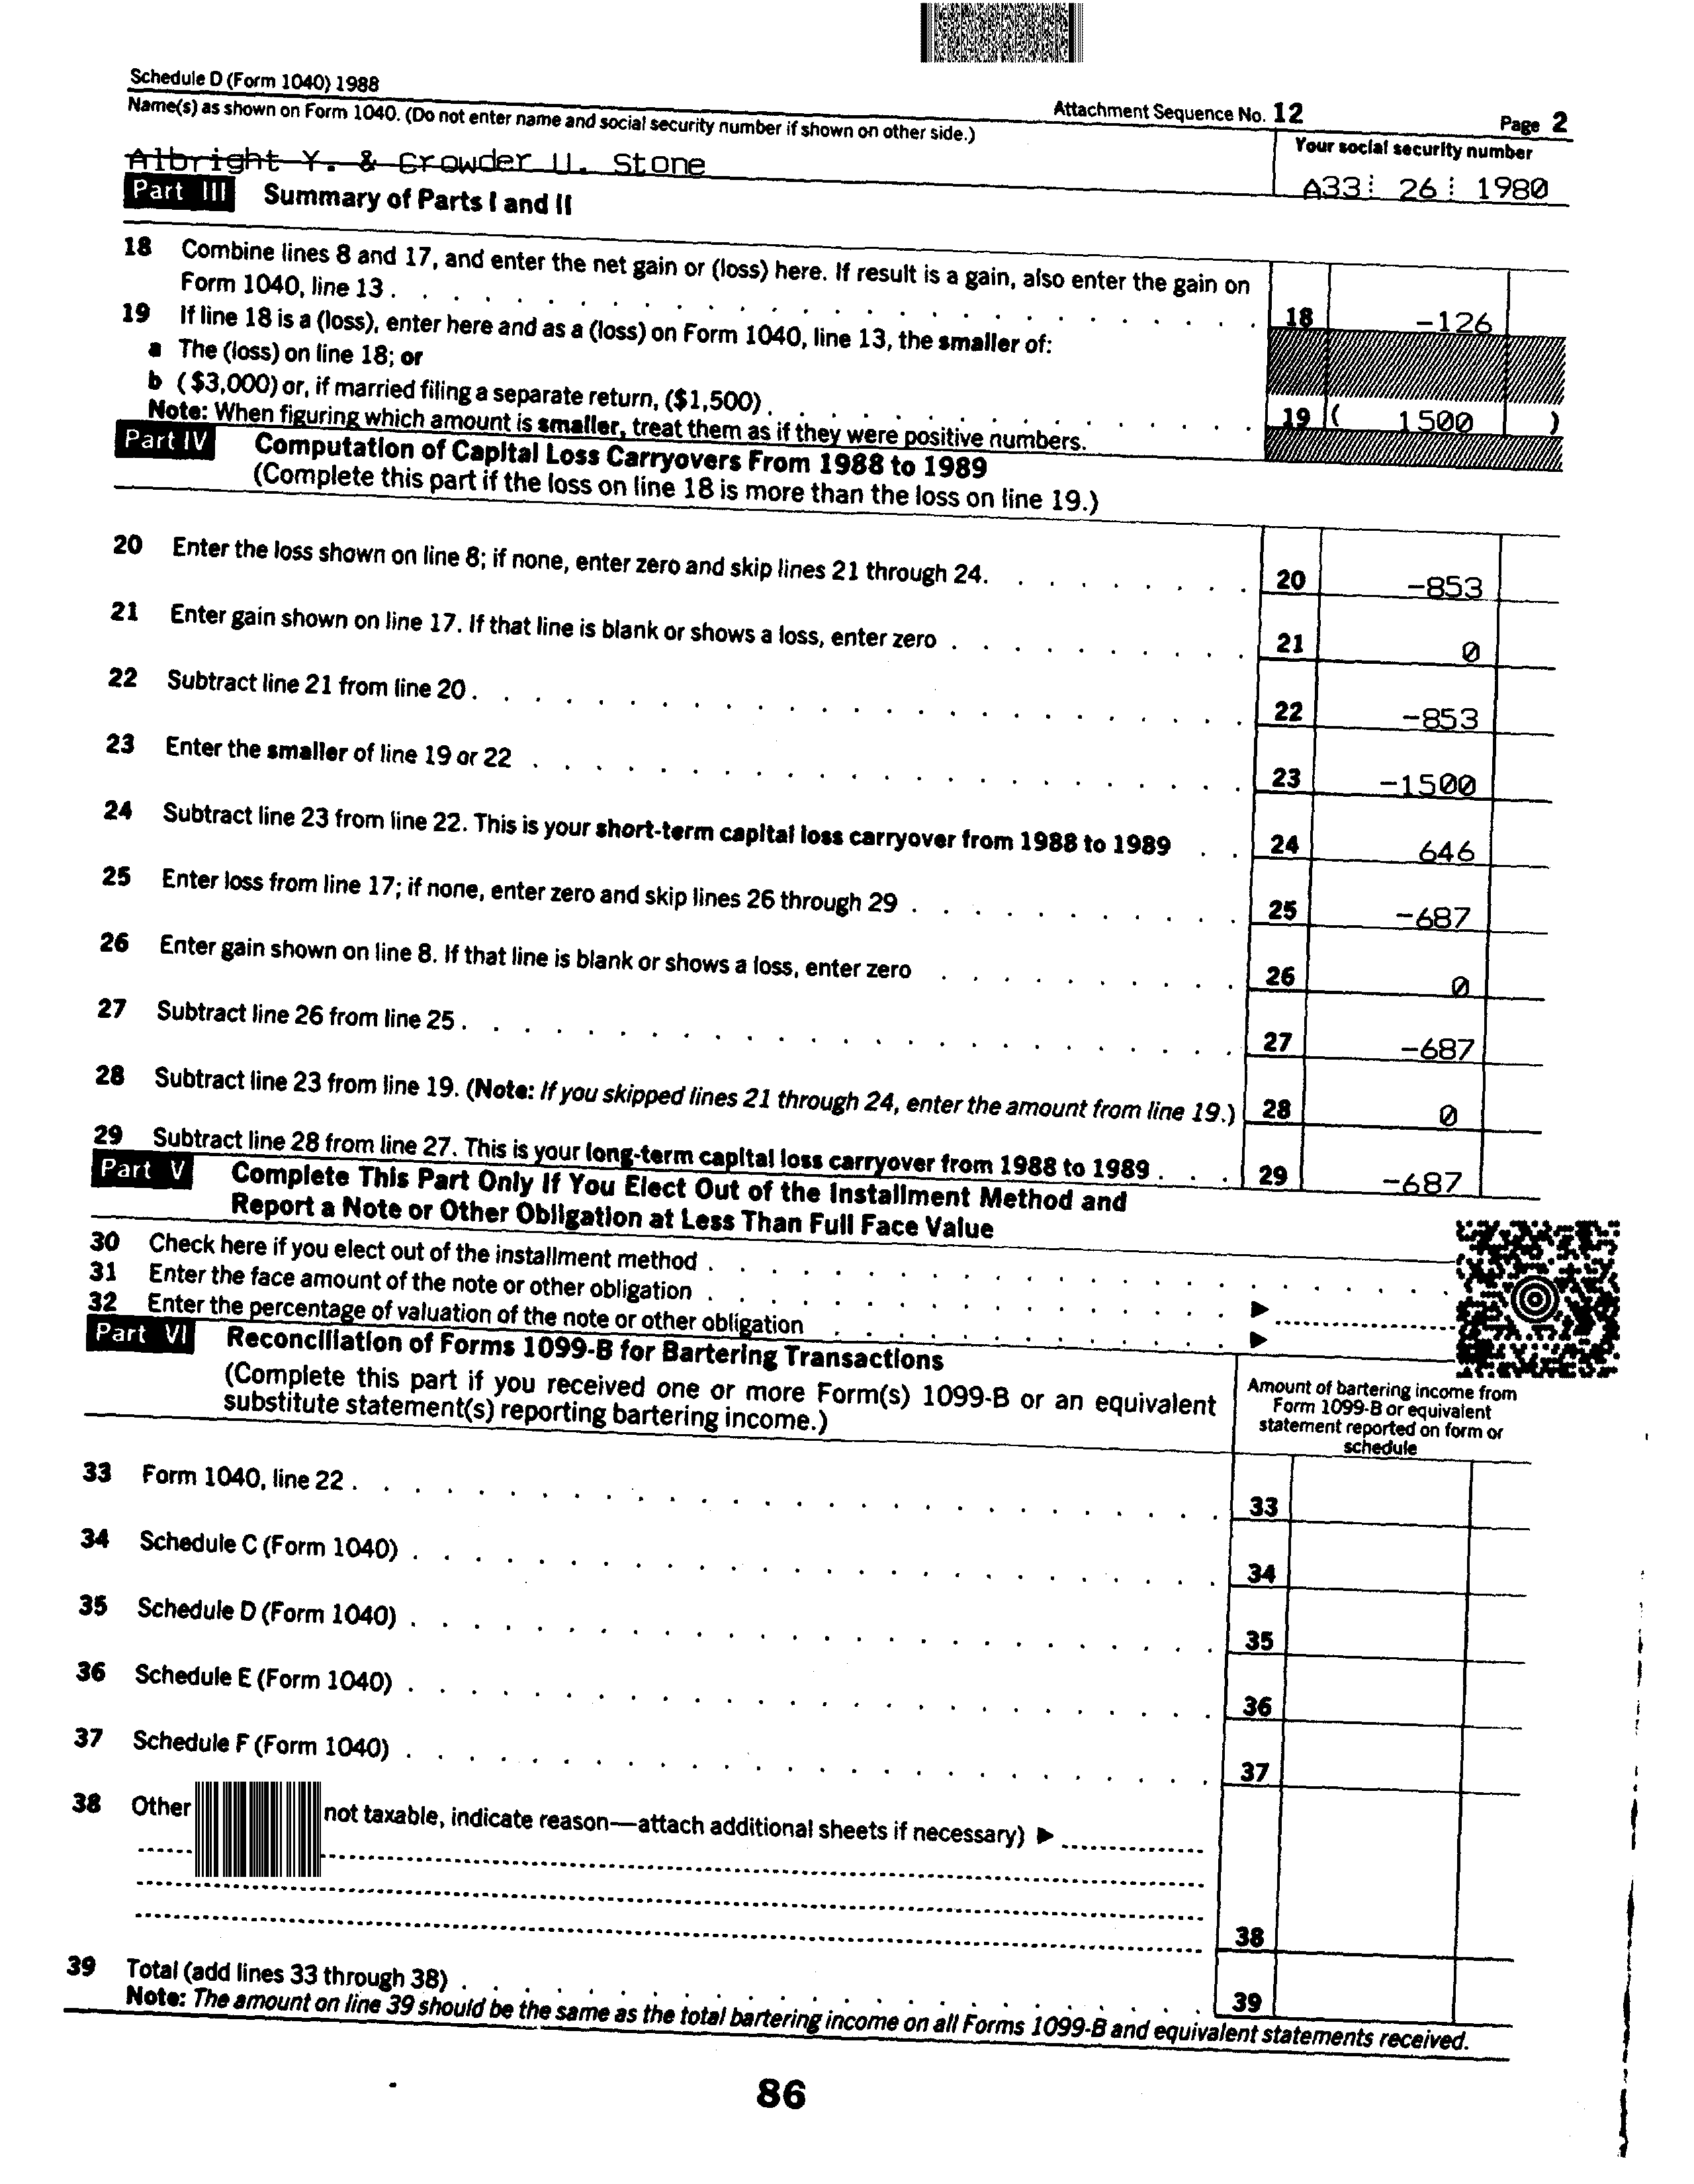 Schedule D (Form 1040) 1988
Attachment Sequence No. 12
Page 2
Name(s) as shown on Form 1040. (Do not enter name and social security number if shown on other side.)
Your social security number
Albright Y. & Crowder U. Stone
A33 26 1980
Part III Summary of Parts I and II
18 Combine lines 8 and 17, and enter the net gain or (loss) here. If result is a gain, also enter the gain on
Form 1040, line 13 . . . . . . . . . . . . . . . . . . . . . . . . . . . 18 -126
19 If line 18 is a (loss), enter here and as a (loss) on Form 1040, line 13, the smaller of:
a The (loss) on line 18; or
b ($3,000) or, if married filing a separate return, ($1,500) . . . . . . . . . . . . . . . 19 ( 1500 )
Note: When figuring which amount is smaller, treat them as if they were positive numbers.
Part IV Computation of Capital Loss Carryovers From 1988 to 1989
(Complete this part if the loss on line 18 is more than the loss on line 19.)
20 Enter the loss shown on line 8; if none, enter zero and skip lines 21 through 24. . . . . . . . . 20 -853
21 Enter gain shown on line 17. If that line is blank or shows a loss, enter zero . . . . . . . . . . 21 0
22 Subtract line 21 from line 20 . . . . . . . . . . . . . . . . . . . . . . . . . 22 -853
23 Enter the smaller of line 19 or 22 . . . . . . . . . . . . . . . . . . . . . . . 23 -1500
24 Subtract line 23 from line 22. This is your short-term capital loss carryover from 1988 to 1989 . . 24 646
25 Enter loss from line 17; if none, enter zero and skip lines 26 through 29 . . . . . . . . . . . 25 -687
26 Enter gain shown on line 8. If that line is blank or shows a loss, enter zero . . . . . . . . . . 26 0
27 Subtract line 26 from line 25 . . . . . . . . . . . . . . . . . . . . . . . . . 27 -687
28 Subtract line 23 from line 19. (Note: If you skipped lines 21 through 24, enter the amount from line 19.) 28 0
29 Subtract line 28 from line 27. This is your long-term capital loss carryover from 1988 to 1989 . . . 29 -687
Part V Complete This Part Only If You Elect Out of the Installment Method and
Report a Note or Other Obligation at Less Than Full Face Value
30 Check here if you elect out of the installment method . . . . . . . . . . . . . . . . . . . . . . . .
31 Enter the face amount of the note or other obligation . . . . . . . . . . . . . . . . . . ▶
32 Enter the percentage of valuation of the note or other obligation . . . . . . . . . . . . . . ▶
Part VI Reconciliation of Forms 1099-B for Bartering Transactions
(Complete this part if you received one or more Form(s) 1099-B or an equivalent
substitute statement(s) reporting bartering income.)
Amount of bartering income from
Form 1099-B or equivalent
statement reported on form or
schedule
33 Form 1040, line 22 . . . . . . . . . . . . . . . . . . . . . . . . . . . . 33
34 Schedule C (Form 1040) . . . . . . . . . . . . . . . . . . . . . . . . . . 34
35 Schedule D (Form 1040) . . . . . . . . . . . . . . . . . . . . . . . . . . 35
36 Schedule E (Form 1040) . . . . . . . . . . . . . . . . . . . . . . . . . . 36
37 Schedule F (Form 1040) . . . . . . . . . . . . . . . . . . . . . . . . . . 37
38 Other not taxable, indicate reason—attach additional sheets if necessary) ▶
38
39 Total (add lines 33 through 38) . . . . . . . . . . . . . . . . . . . . . . . . 39
Note: The amount on line 39 should be the same as the total bartering income on all Forms 1099-B and equivalent statements received.
86